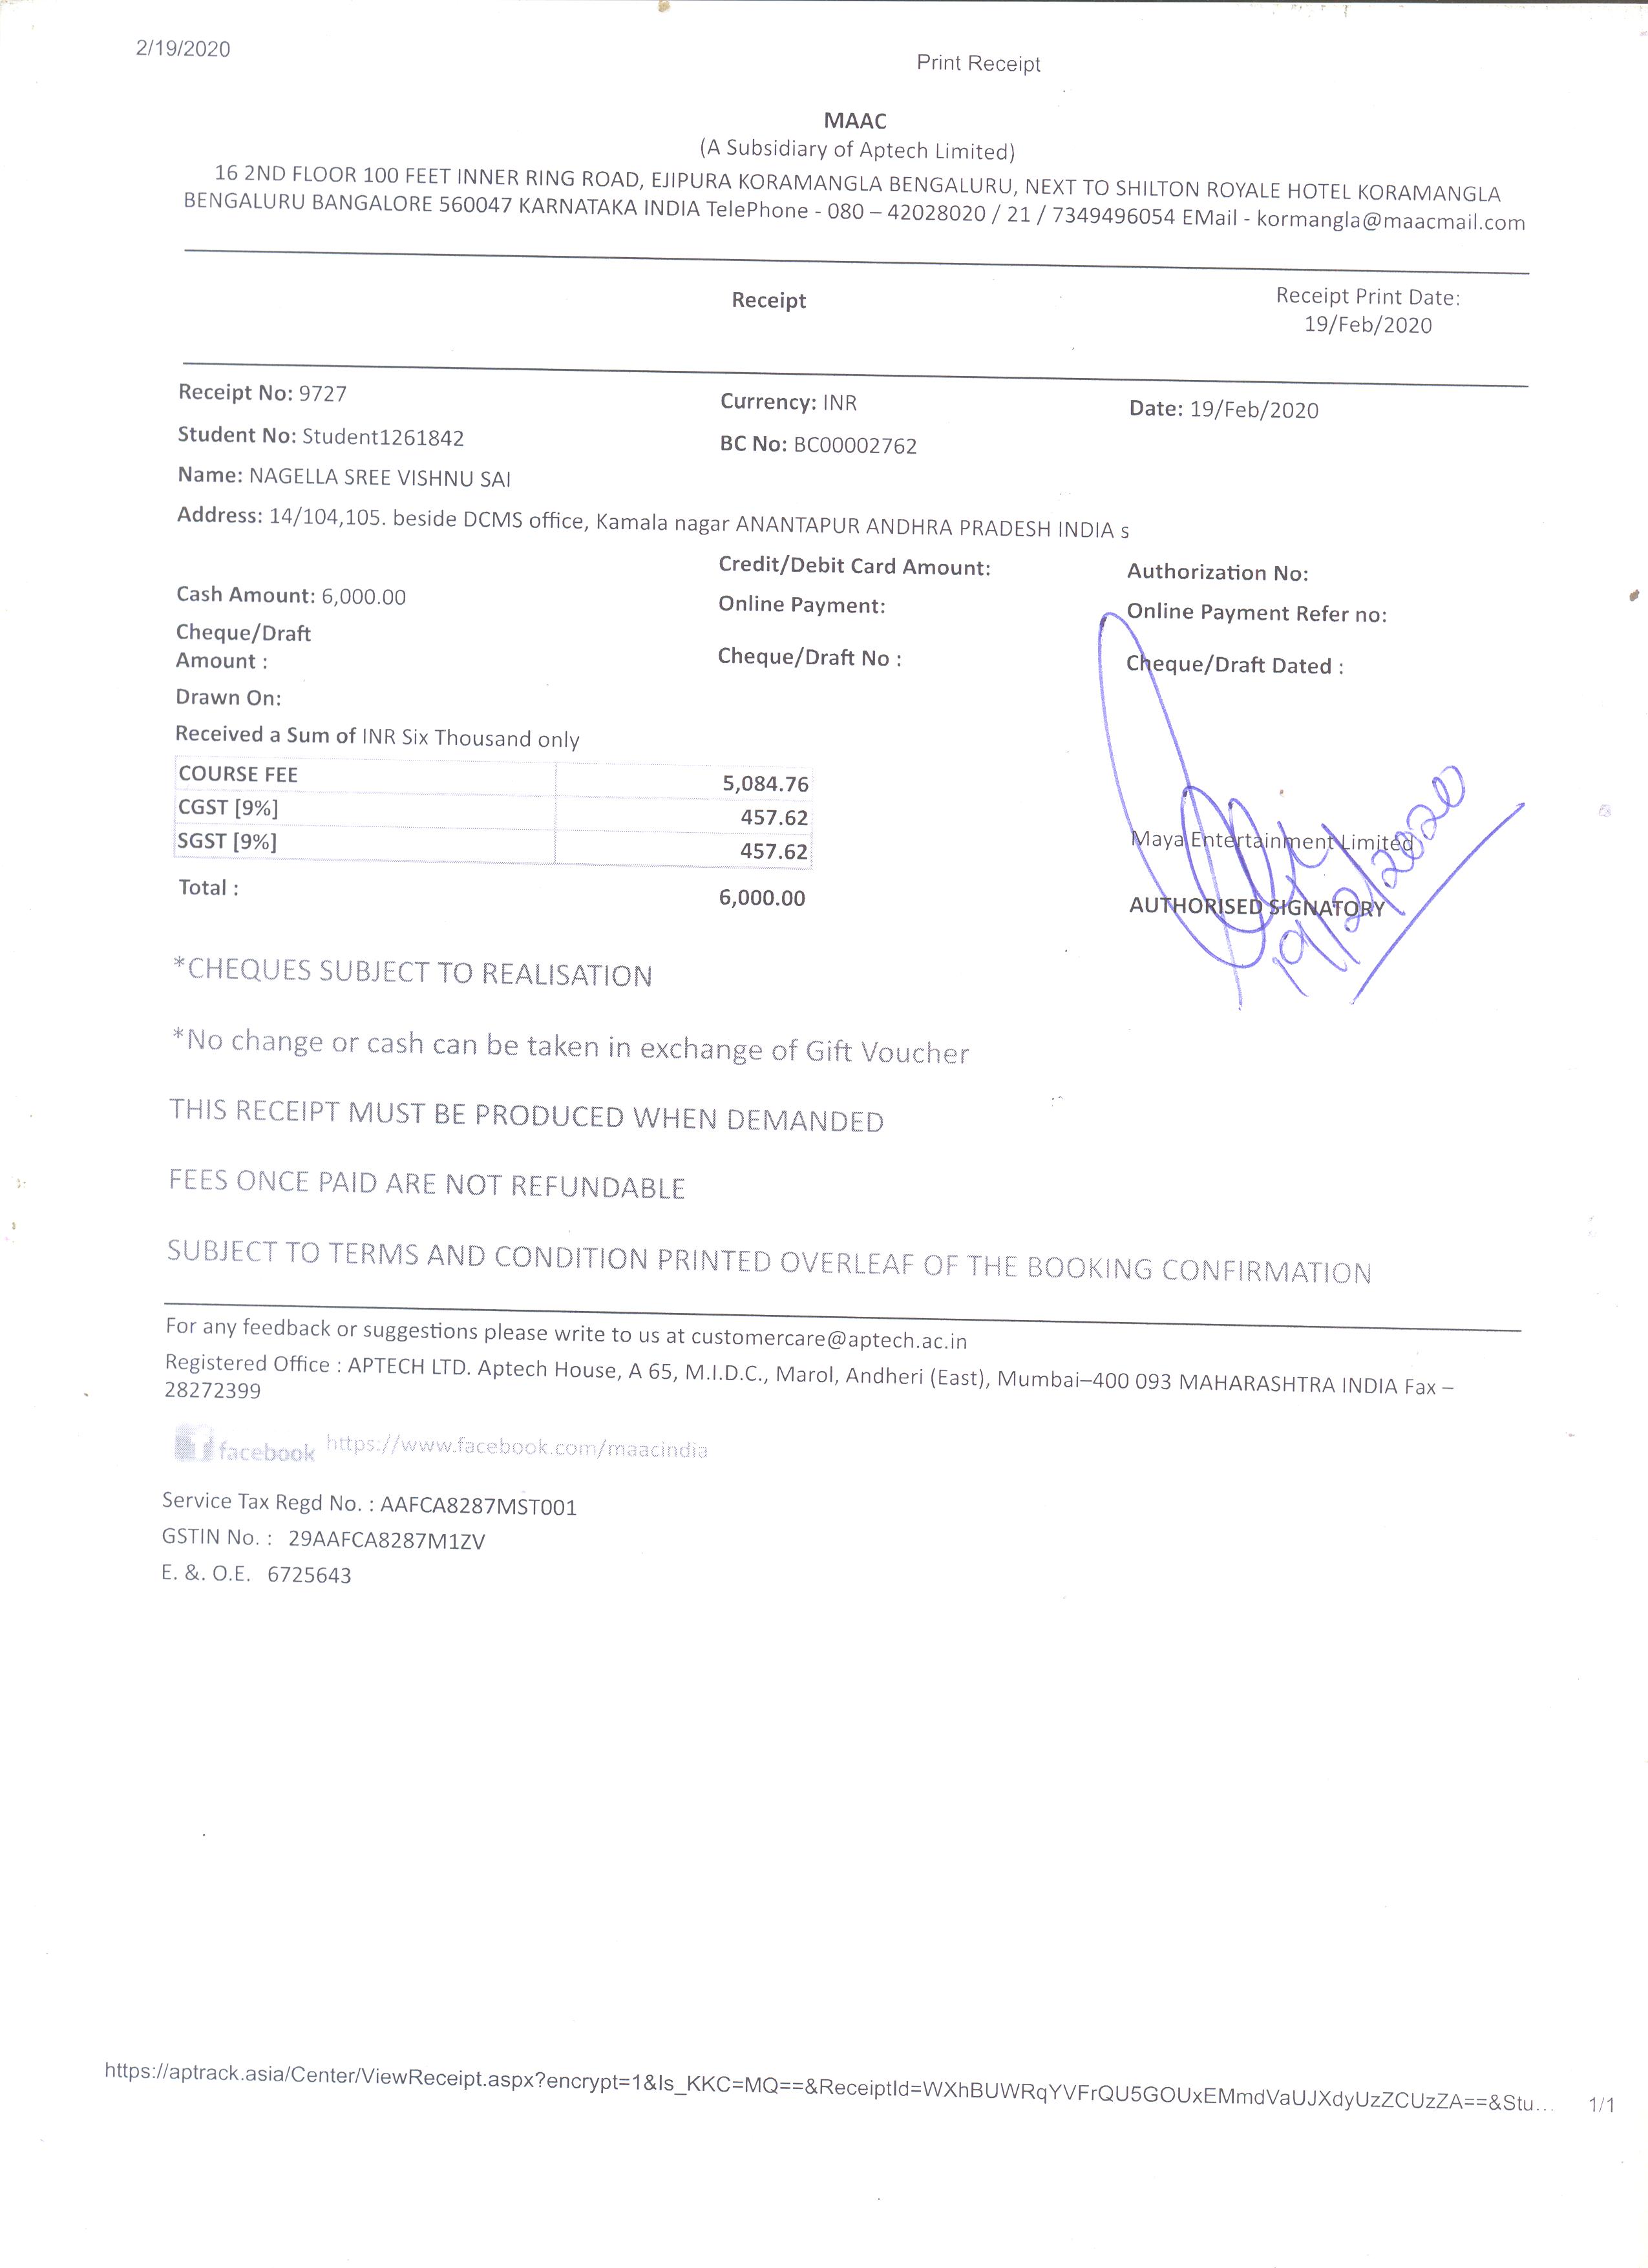 2/19/2020
Print Receipt
MAAC
(A Subsidiary of Aptech Limited)
16 2ND FLOOR 100 FEET INNER RING ROAD, EJIPURA KORAMANGLA BENGALURU, NEXT TO SHILTON ROYALE HOTEL KORAMANGLA
BENGALURU BANGALORE 560047 KARNATAKA INDIA TelePhone - 080 – 42028020 / 21 / 7349496054 EMail - kormangla@maacmail.com
Receipt
Receipt Print Date:
19/Feb/2020
Receipt No: 9727 Currency: INR Date: 19/Feb/2020
Student No: Student1261842 BC No: BC00002762
Name: NAGELLA SREE VISHNU SAI
Address: 14/104,105. beside DCMS office, Kamala nagar ANANTAPUR ANDHRA PRADESH INDIA s
Cash Amount: 6,000.00 Credit/Debit Card Amount: Authorization No:
Online Payment: Online Payment Refer no:
Cheque/Draft
Amount : Cheque/Draft No : Cheque/Draft Dated :
Drawn On:
Received a Sum of INR Six Thousand only
COURSE FEE 5,084.76
CGST [9%] 457.62
SGST [9%] 457.62
Total : 6,000.00
Maya Entertainment Limited
AUTHORISED SIGNATORY
19/2/2020
*CHEQUES SUBJECT TO REALISATION
*No change or cash can be taken in exchange of Gift Voucher
THIS RECEIPT MUST BE PRODUCED WHEN DEMANDED
FEES ONCE PAID ARE NOT REFUNDABLE
SUBJECT TO TERMS AND CONDITION PRINTED OVERLEAF OF THE BOOKING CONFIRMATION
For any feedback or suggestions please write to us at customercare@aptech.ac.in
Registered Office : APTECH LTD. Aptech House, A 65, M.I.D.C., Marol, Andheri (East), Mumbai–400 093 MAHARASHTRA INDIA Fax –
28272399
facebook https://www.facebook.com/maacindia
Service Tax Regd No. : AAFCA8287MST001
GSTIN No. : 29AAFCA8287M1ZV
E. &. O.E. 6725643
https://aptrack.asia/Center/ViewReceipt.aspx?encrypt=1&Is_KKC=MQ==&ReceiptId=WXhBUWRqYVFrQU5GOUxEMmdVaUJXdyUzZCUzZA==&Stu... 1/1